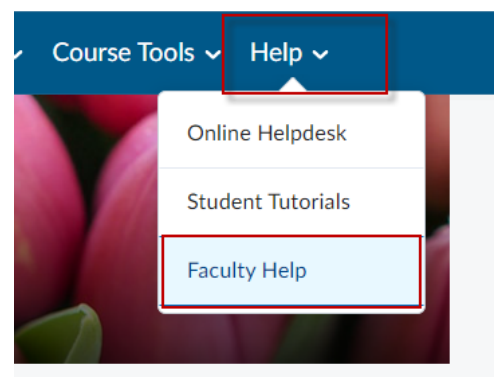 Course Tools Help
Online Helpdesk
Student Tutorials
Faculty Help